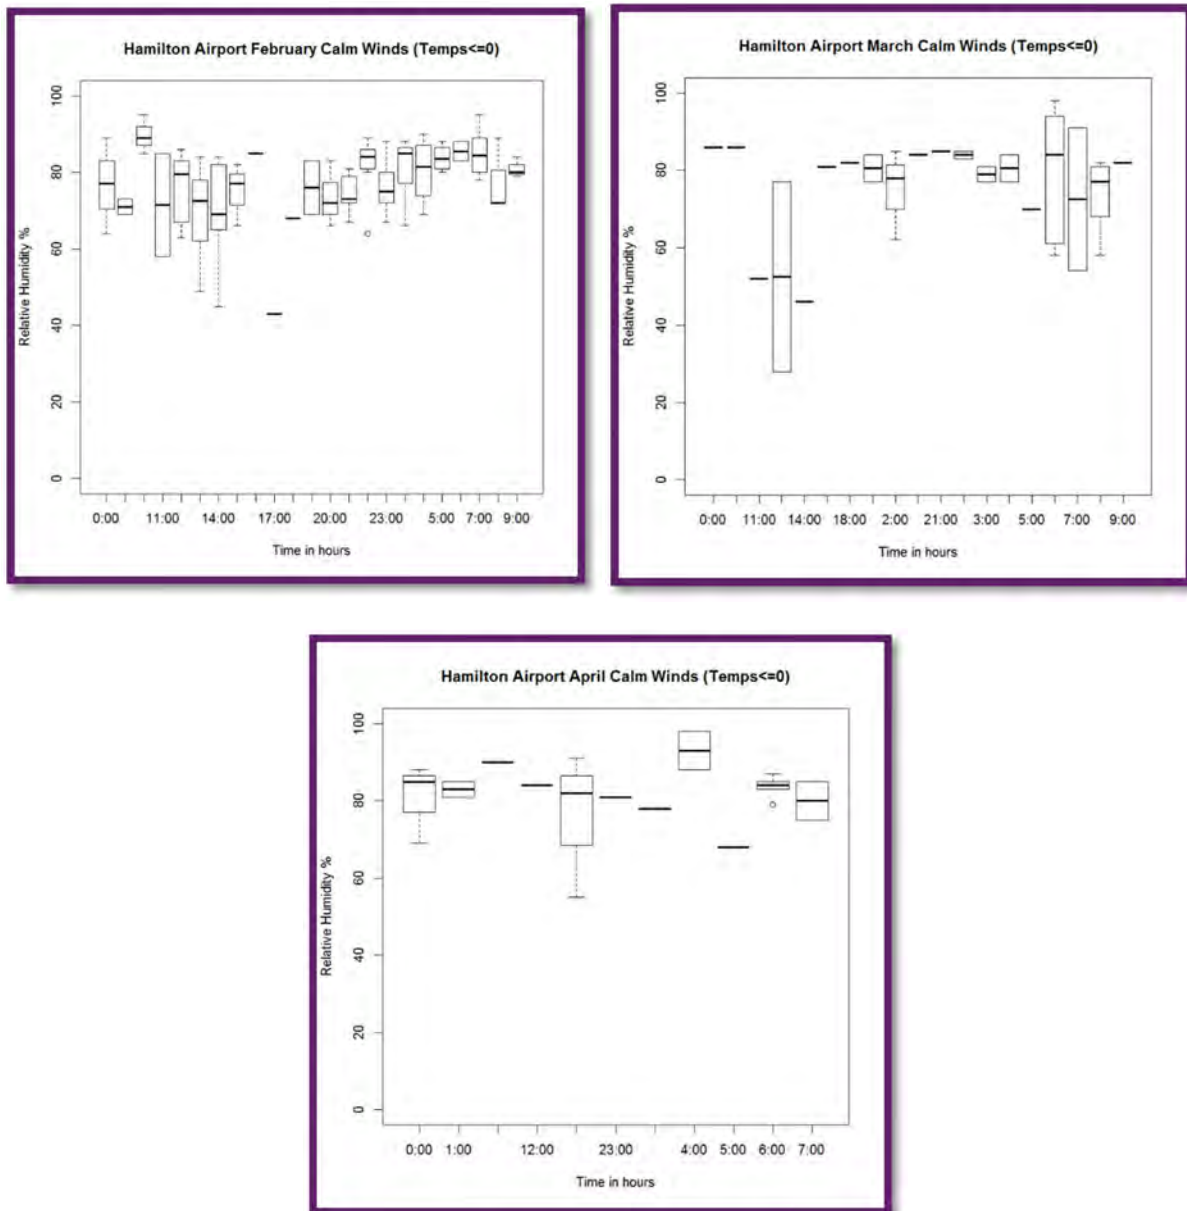 Hamilton Airport February Calm Winds (Temps<=0)
Relative Humidity %
100
80
60
40
20
0
0:00 11:00 14:00 17:00 20:00 23:00 5:00 7:00 9:00
Time in hours
Hamilton Airport March Calm Winds (Temps<=0)
Relative Humidity %
100
80
60
40
20
0
0:00 11:00 14:00 18:00 2:00 21:00 3:00 5:00 7:00 9:00
Time in hours
Hamilton Airport April Calm Winds (Temps<=0)
Relative Humidity %
100
80
60
40
20
0
0:00 1:00 12:00 23:00 4:00 5:00 6:00 7:00
Time in hours